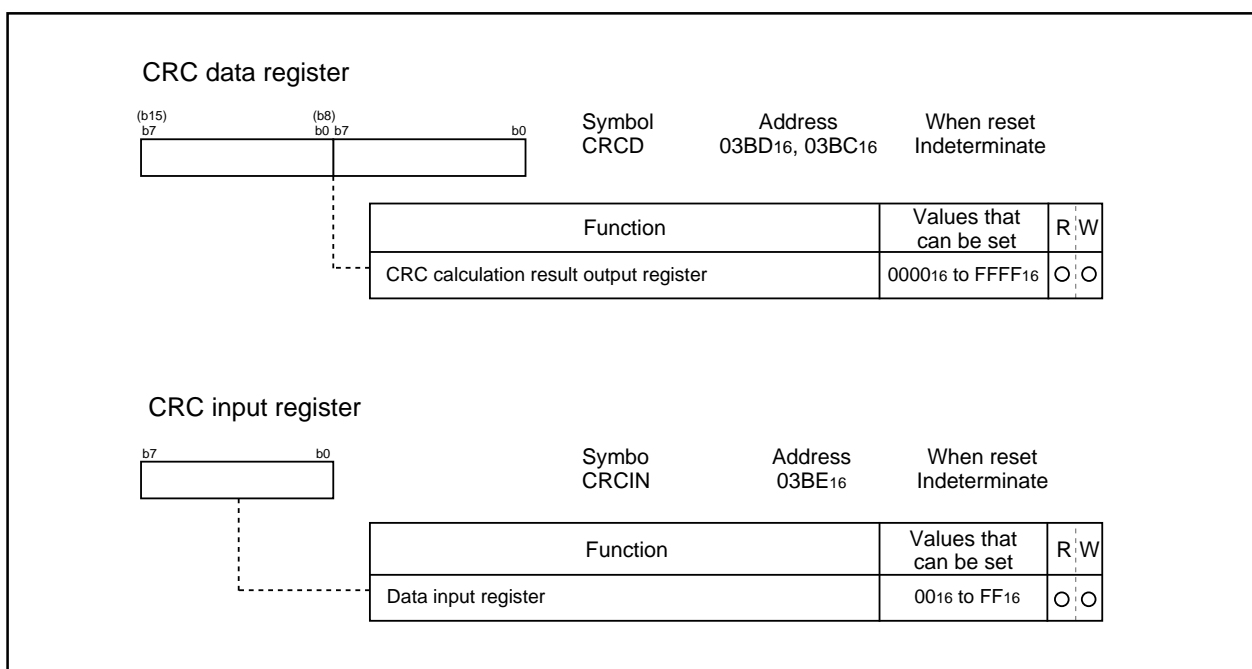 CRC data register
(b15) (b8)
b7 b0 b7 b0
Symbol Address When reset
CRCD 03BD16, 03BC16 Indeterminate
Function Values that can be set R W
CRC calculation result output register 000016 to FFFF16 O O
CRC input register
b7 b0
Symbo Address When reset
CRCIN 03BE16 Indeterminate
Function Values that can be set R W
Data input register 0016 to FF16 O O